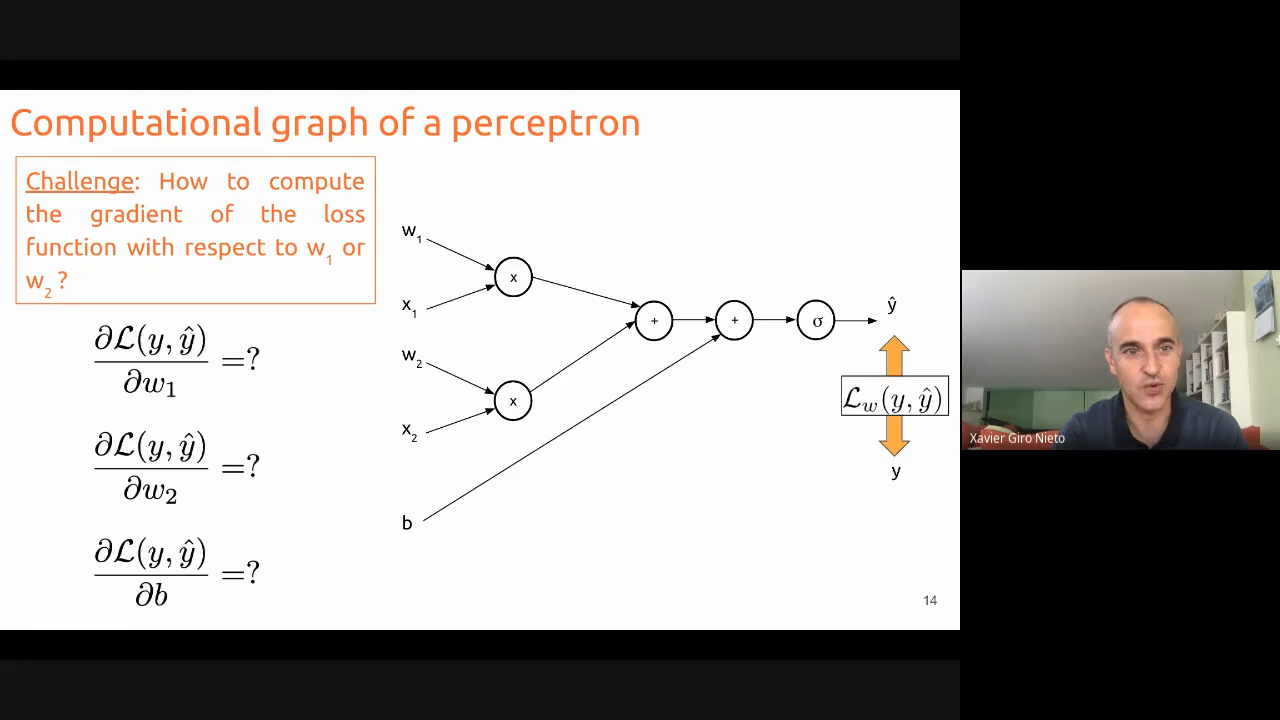 Computational graph of a perceptron
Challenge: How to compute
the gradient of the loss
function with respect to w₁ or
w₂ ?
∂ℒ(y, ŷ)/∂w₁ =?
∂ℒ(y, ŷ)/∂w₂ =?
∂ℒ(y, ŷ)/∂b =?
w₁
x
x₁
w₂
x
x₂
b
+
+
σ
ŷ
ℒ_w(y, ŷ)
y
14
Xavier Giro Nieto